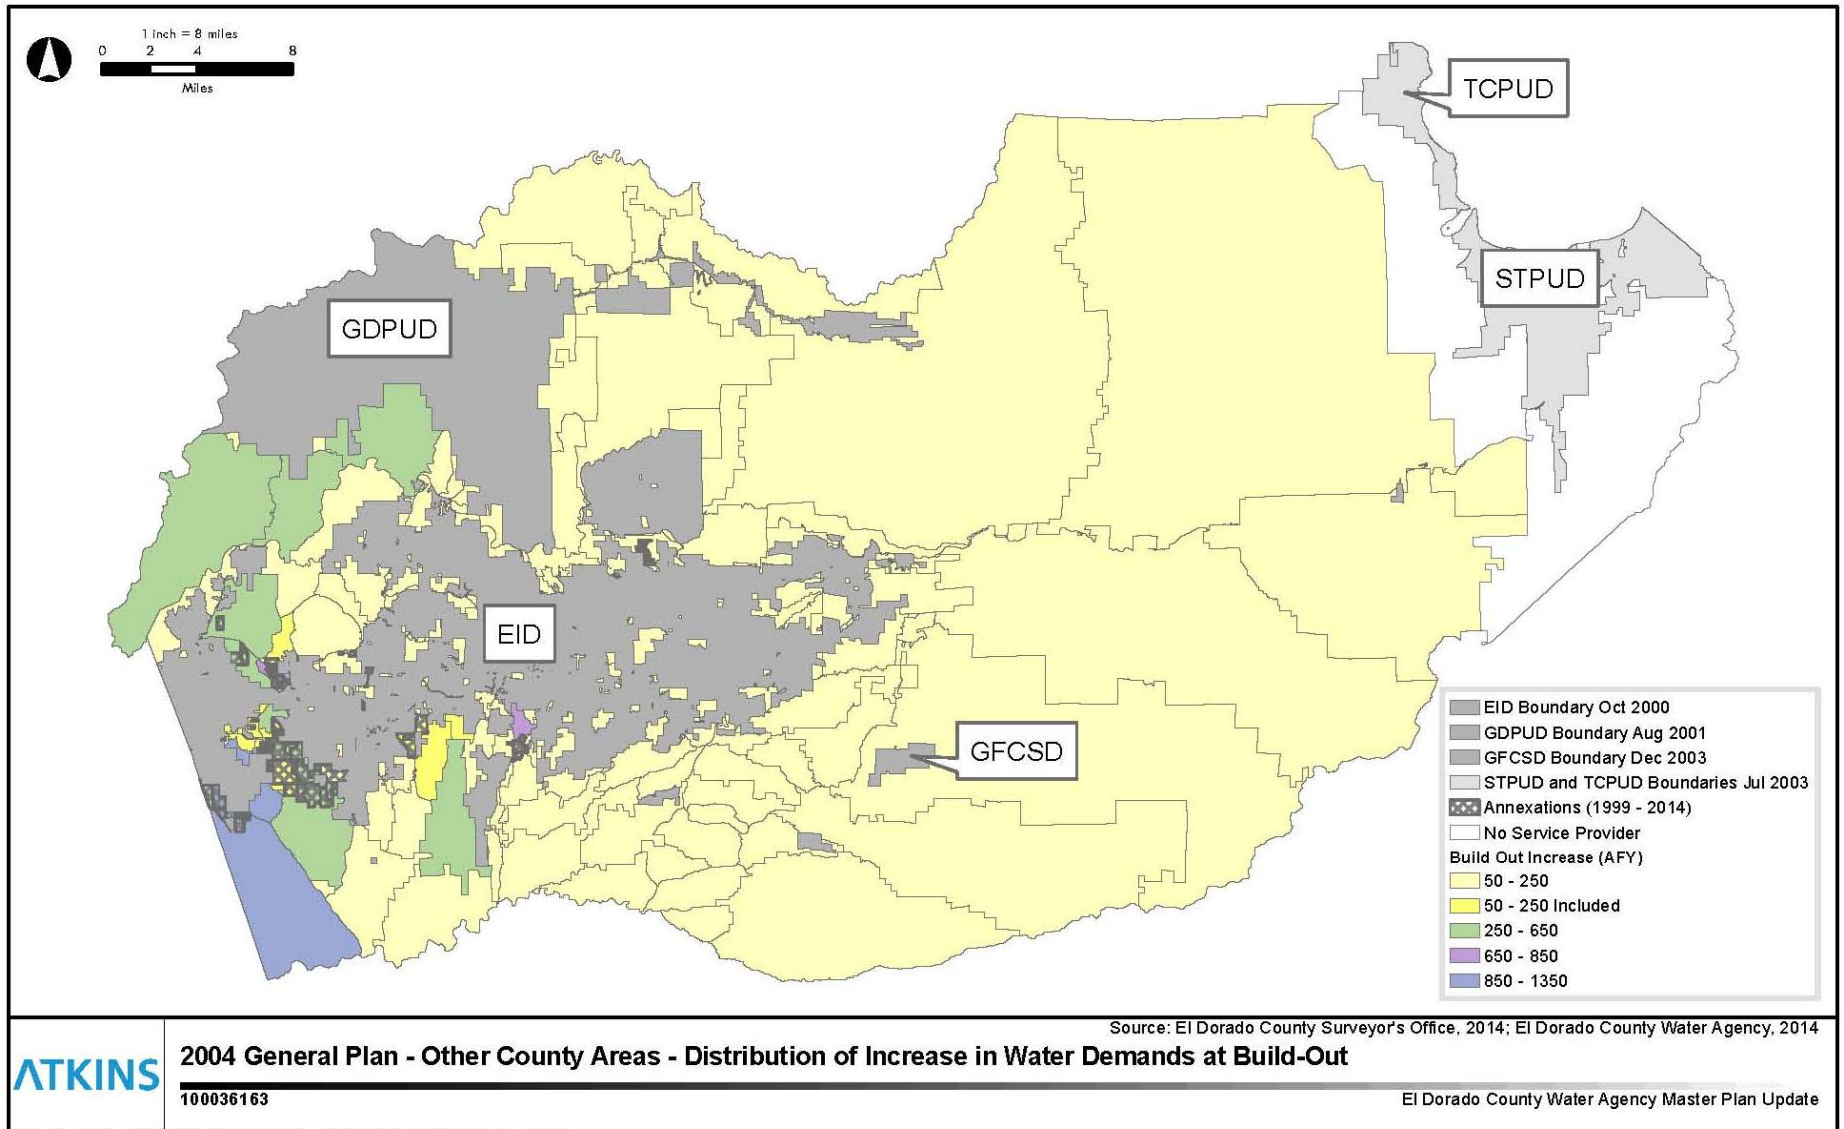 1 inch = 8 miles
0 2 4 8
Miles
TCPUD
STPUD
GDPUD
EID
GFCSD
EID Boundary Oct 2000
GDPUD Boundary Aug 2001
GFCSD Boundary Dec 2003
STPUD and TCPUD Boundaries Jul 2003
Annexations (1999 - 2014)
No Service Provider
Build Out Increase (AFY)
50 - 250
50 - 250 Included
250 - 650
650 - 850
850 - 1350
Source: El Dorado County Surveyor's Office, 2014; El Dorado County Water Agency, 2014
ATKINS
2004 General Plan - Other County Areas - Distribution of Increase in Water Demands at Build-Out
100036163
El Dorado County Water Agency Master Plan Update